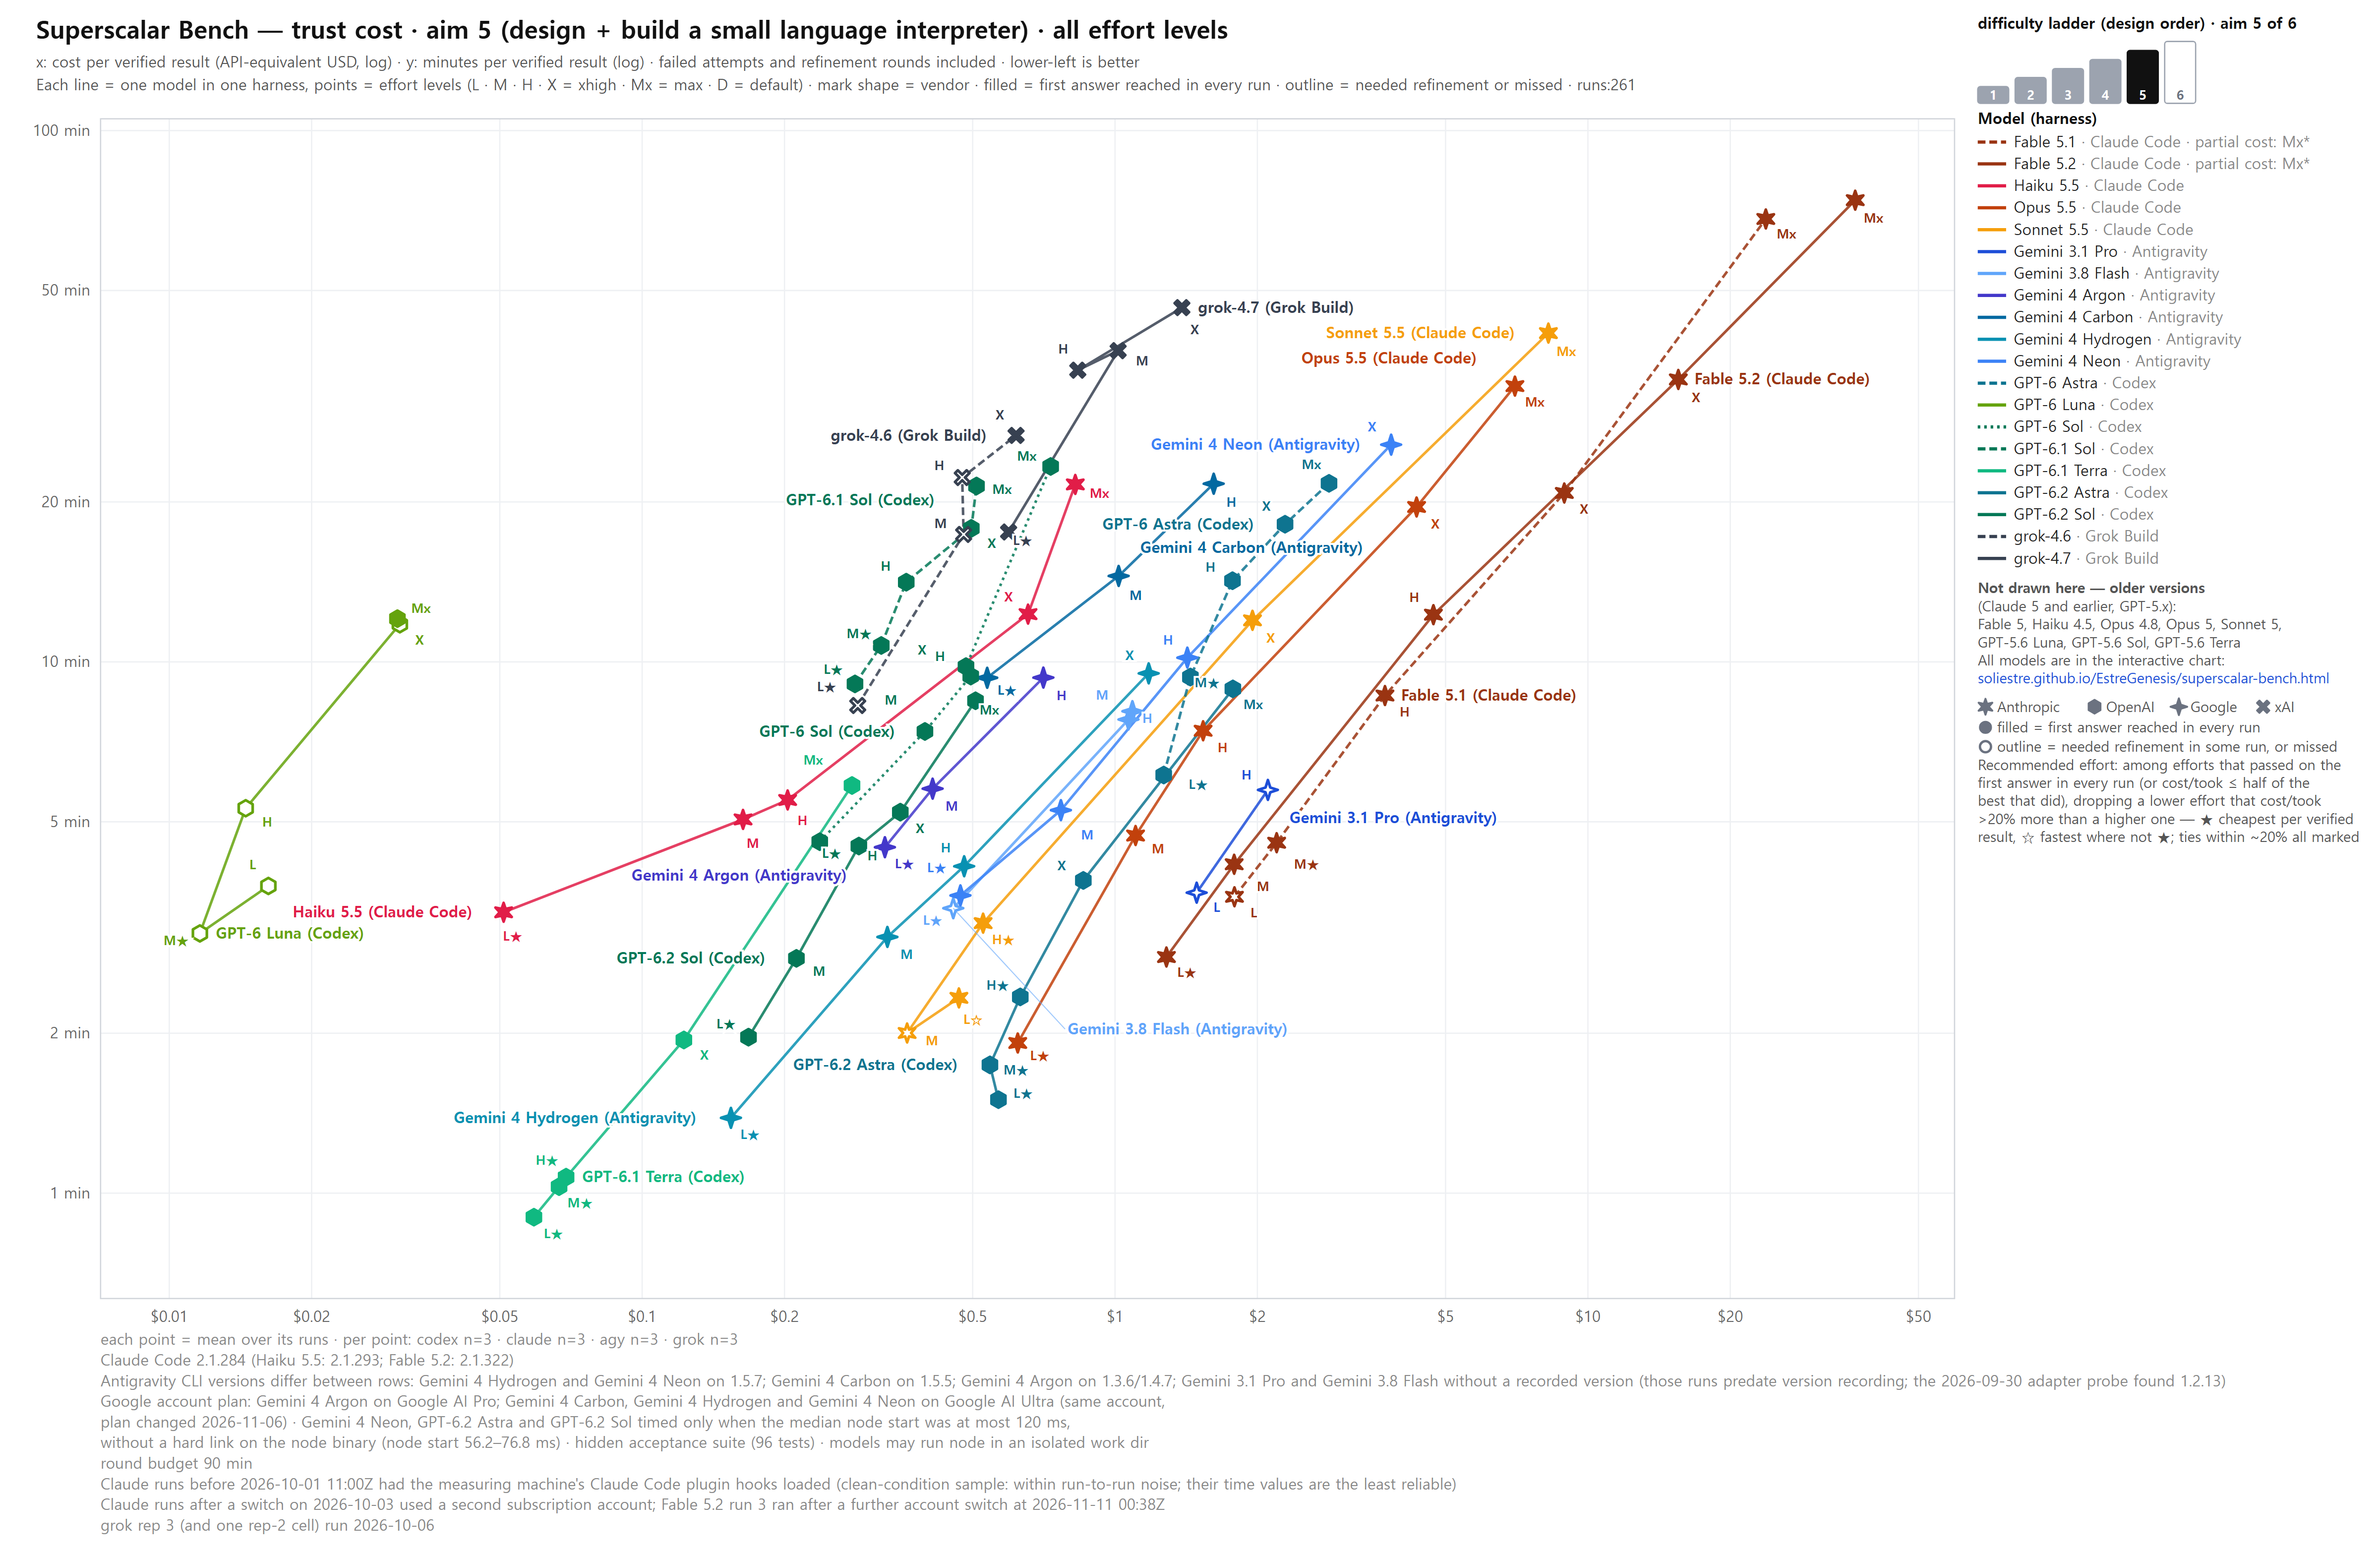 Superscalar Bench — trust cost · aim 5 (design + build a small language interpreter) · all effort levels
x: cost per verified result (API-equivalent USD, log) · y: minutes per verified result (log) · failed attempts and refinement rounds included · lower-left is better
Each line = one model in one harness, points = effort levels (L · M · H · X = xhigh · Mx = max · D = default) · mark shape = vendor · filled = first answer reached in every run · outline = needed refinement or missed · runs:261
100 min
50 min
20 min
10 min
5 min
2 min
1 min
Mx
Mx
grok-4.7 (Grok Build)
X
Sonnet 5.5 (Claude Code)
Mx
H
M
Opus 5.5 (Claude Code)
Fable 5.2 (Claude Code)
X
Mx
X
grok-4.6 (Grok Build)
X
Gemini 4 Neon (Antigravity)
Mx
H
Mx
GPT-6.1 Sol (Codex)
Mx
Mx
H
X
X
M
GPT-6 Astra (Codex)
X
X
L★
Gemini 4 Carbon (Antigravity)
H
H
M
X
H
Mx
X
M★
X
H
H
X
X
L★
L★
M
L★
H
M
M★
Mx
Fable 5.1 (Claude Code)
H
Mx
H
GPT-6 Sol (Codex)
H
Mx
L★
H
M
Gemini 3.1 Pro (Antigravity)
H
H
M
X
M
M
L★
H
L★
H
L★
M
X
M★
L
Gemini 4 Argon (Antigravity)
M
L
L
Haiku 5.5 (Claude Code)
L★
L★
M★
GPT-6 Luna (Codex)
H★
GPT-6.2 Sol (Codex)
M
M
L★
H★
L★
L☆
Gemini 3.8 Flash (Antigravity)
M
X
L★
GPT-6.2 Astra (Codex)
M★
L★
Gemini 4 Hydrogen (Antigravity)
L★
H★
GPT-6.1 Terra (Codex)
M★
L★
$0.01
$0.02
$0.05
$0.1
$0.2
$0.5
$1
$2
$5
$10
$20
$50
each point = mean over its runs · per point: codex n=3 · claude n=3 · agy n=3 · grok n=3
Claude Code 2.1.284 (Haiku 5.5: 2.1.293; Fable 5.2: 2.1.322)
Antigravity CLI versions differ between rows: Gemini 4 Hydrogen and Gemini 4 Neon on 1.5.7; Gemini 4 Carbon on 1.5.5; Gemini 4 Argon on 1.3.6/1.4.7; Gemini 3.1 Pro and Gemini 3.8 Flash without a recorded version (those runs predate version recording; the 2026-09-30 adapter probe found 1.2.13)
Google account plan: Gemini 4 Argon on Google AI Pro; Gemini 4 Carbon, Gemini 4 Hydrogen and Gemini 4 Neon on Google AI Ultra (same account,
plan changed 2026-11-06) · Gemini 4 Neon, GPT-6.2 Astra and GPT-6.2 Sol timed only when the median node start was at most 120 ms,
without a hard link on the node binary (node start 56.2–76.8 ms) · hidden acceptance suite (96 tests) · models may run node in an isolated work dir
round budget 90 min
Claude runs before 2026-10-01 11:00Z had the measuring machine's Claude Code plugin hooks loaded (clean-condition sample: within run-to-run noise; their time values are the least reliable)
Claude runs after a switch on 2026-10-03 used a second subscription account; Fable 5.2 run 3 ran after a further account switch at 2026-11-11 00:38Z
grok rep 3 (and one rep-2 cell) run 2026-10-06
difficulty ladder (design order) · aim 5 of 6
1 2 3 4 5 6
Model (harness)
Fable 5.1 · Claude Code · partial cost: Mx*
Fable 5.2 · Claude Code · partial cost: Mx*
Haiku 5.5 · Claude Code
Opus 5.5 · Claude Code
Sonnet 5.5 · Claude Code
Gemini 3.1 Pro · Antigravity
Gemini 3.8 Flash · Antigravity
Gemini 4 Argon · Antigravity
Gemini 4 Carbon · Antigravity
Gemini 4 Hydrogen · Antigravity
Gemini 4 Neon · Antigravity
GPT-6 Astra · Codex
GPT-6 Luna · Codex
GPT-6 Sol · Codex
GPT-6.1 Sol · Codex
GPT-6.1 Terra · Codex
GPT-6.2 Astra · Codex
GPT-6.2 Sol · Codex
grok-4.6 · Grok Build
grok-4.7 · Grok Build
Not drawn here — older versions
(Claude 5 and earlier, GPT-5.x):
Fable 5, Haiku 4.5, Opus 4.8, Opus 5, Sonnet 5,
GPT-5.6 Luna, GPT-5.6 Sol, GPT-5.6 Terra
All models are in the interactive chart:
soliestre.github.io/EstreGenesis/superscalar-bench.html
Anthropic OpenAI Google xAI
filled = first answer reached in every run
outline = needed refinement in some run, or missed
Recommended effort: among efforts that passed on the
first answer in every run (or cost/took ≤ half of the
best that did), dropping a lower effort that cost/took
>20% more than a higher one — ★ cheapest per verified
result, ☆ fastest where not ★; ties within ~20% all marked